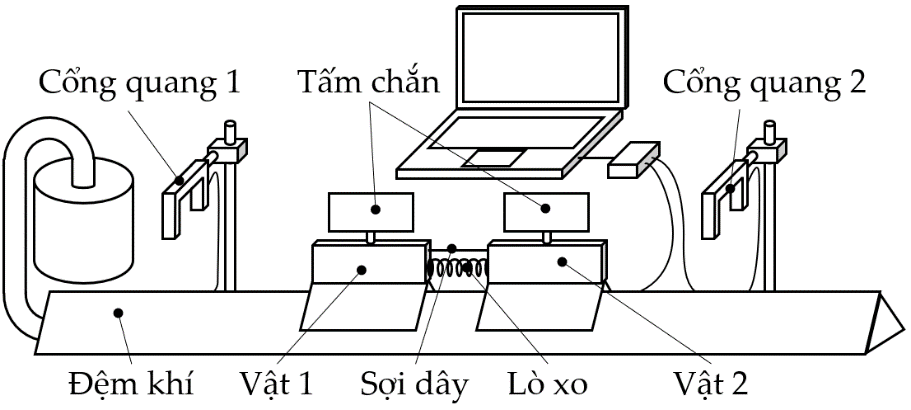 Cổng quang 1
Tấm chắn
Cổng quang 2
Đệm khí
Vật 1
Sợi dây
Lò xo
Vật 2